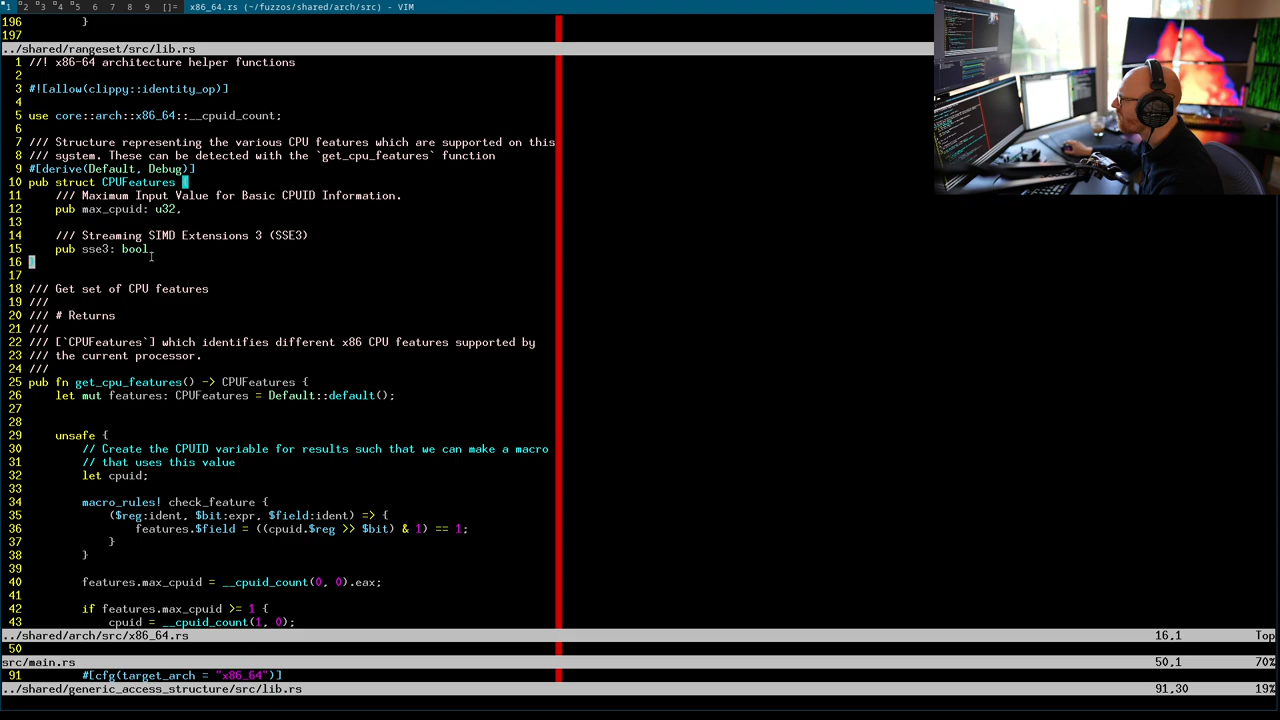 1 2 3 4 5 6 7 8 9 []= x86_64.rs (~/fuzzos/shared/arch/src) - VIM
196         }
197
../shared/rangeset/src/lib.rs
1 //! x86-64 architecture helper functions
2
3 #![allow(clippy::identity_op)]
4
5 use core::arch::x86_64::__cpuid_count;
6
7 /// Structure representing the various CPU features which are supported on this
8 /// system. These can be detected with the `get_cpu_features` function
9 #[derive(Default, Debug)]
10 pub struct CPUFeatures {
11     /// Maximum Input Value for Basic CPUID Information.
12     pub max_cpuid: u32,
13
14     /// Streaming SIMD Extensions 3 (SSE3)
15     pub sse3: bool,
16 }
17
18 /// Get set of CPU features
19 ///
20 /// # Returns
21 ///
22 /// [`CPUFeatures`] which identifies different x86 CPU features supported by
23 /// the current processor.
24 ///
25 pub fn get_cpu_features() -> CPUFeatures {
26     let mut features: CPUFeatures = Default::default();
27
28
29     unsafe {
30         // Create the CPUID variable for results such that we can make a macro
31         // that uses this value
32         let cpuid;
33
34         macro_rules! check_feature {
35             ($reg:ident, $bit:expr, $field:ident) => {
36                 features.$field = ((cpuid.$reg >> $bit) & 1) == 1;
37             }
38         }
39
40         features.max_cpuid = __cpuid_count(0, 0).eax;
41
42         if features.max_cpuid >= 1 {
43             cpuid = __cpuid_count(1, 0);
../shared/arch/src/x86_64.rs 16,1 Top
50
src/main.rs 50,1 70%
91         #[cfg(target_arch = "x86_64")]
../shared/generic_access_structure/src/lib.rs 91,30 19%